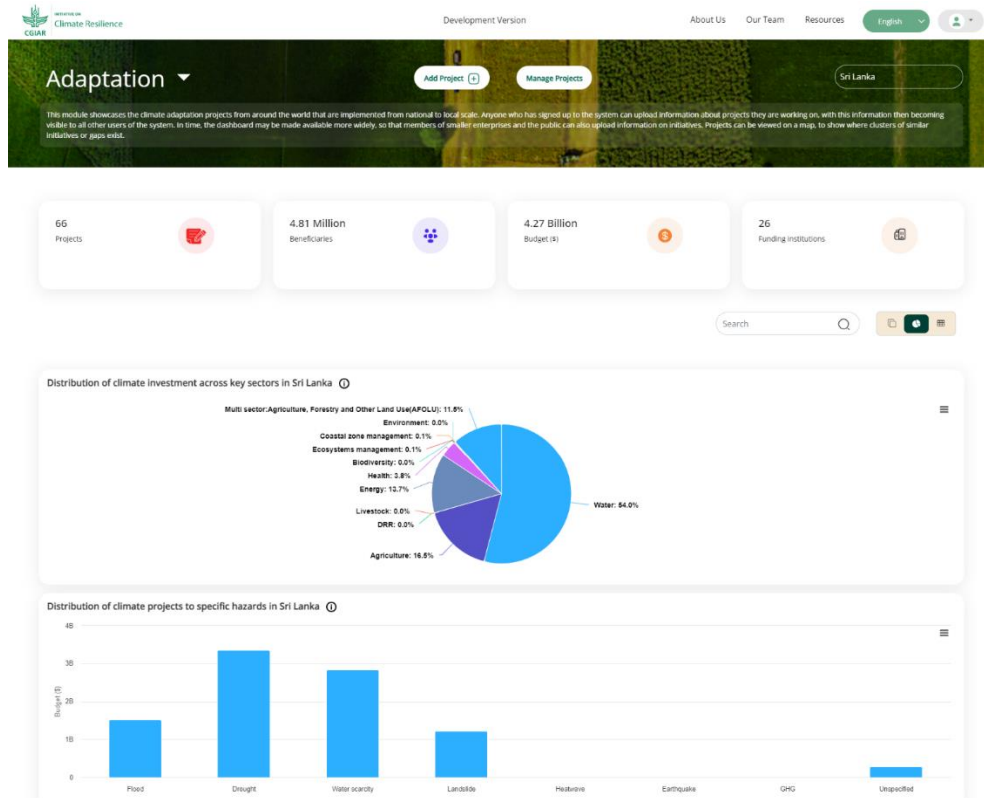 INITIATIVE ON
Climate Resilience
CGIAR
Development Version
About Us
Our Team
Resources
English
Adaptation
Add Project
Manage Projects
Sri Lanka
This module showcases the climate adaptation projects from around the world that are implemented from national to local scale. Anyone who has signed up to the system can upload information about projects they are working on, with this information then becoming
visible to all other users of the system. In time, the dashboard may be made available more widely, so that members of smaller enterprises and the public can also upload information on initiatives. Projects can be viewed on a map, to show where clusters of similar
initiatives or gaps exist.
66
Projects
4.81 Million
Beneficiaries
4.27 Billion
Budget ($)
26
Funding Institutions
Search
Distribution of climate investment across key sectors in Sri Lanka
Multi sector:Agriculture, Forestry and Other Land Use(AFOLU): 11.5%
Environment: 0.0%
Coastal zone management: 0.1%
Ecosystems management: 0.1%
Biodiversity: 0.0%
Health: 3.8%
Energy: 13.7%
Livestock: 0.0%
DRR: 0.0%
Agriculture: 16.5%
Water: 54.0%
Distribution of climate projects to specific hazards in Sri Lanka
4B
3B
2B
1B
0
Budget ($)
Flood
Drought
Water scarcity
Landslide
Heatwave
Earthquake
GHG
Unspecified